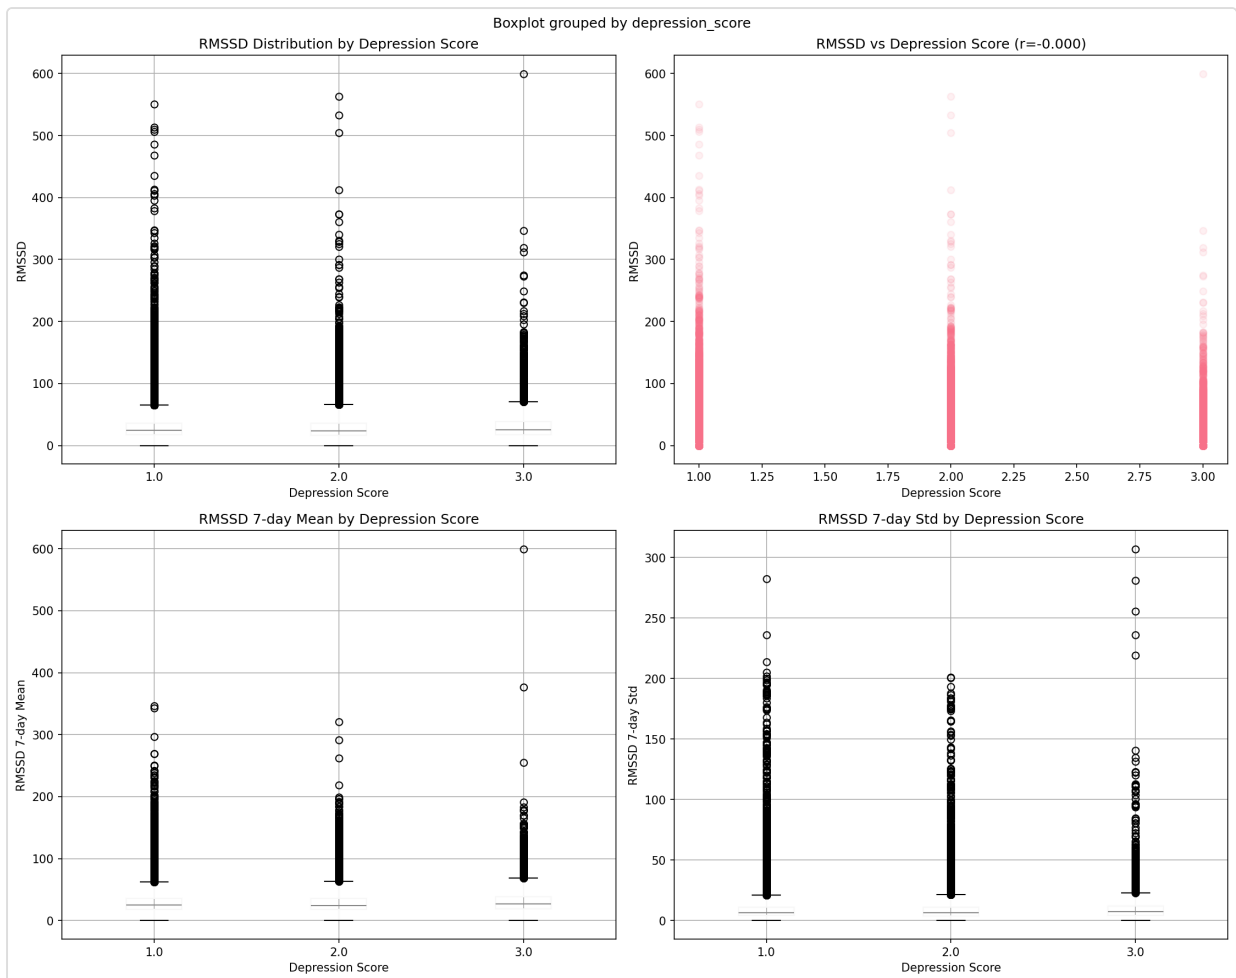 Boxplot grouped by depression_score
RMSSD Distribution by Depression Score
600
500
400
300
200
100
0
RMSSD
1.0 2.0 3.0
Depression Score
RMSSD vs Depression Score (r=-0.000)
600
500
400
300
200
100
0
RMSSD
1.00 1.25 1.50 1.75 2.00 2.25 2.50 2.75 3.00
Depression Score
RMSSD 7-day Mean by Depression Score
600
500
400
300
200
100
0
RMSSD 7-day Mean
1.0 2.0 3.0
Depression Score
RMSSD 7-day Std by Depression Score
300
250
200
150
100
50
0
RMSSD 7-day Std
1.0 2.0 3.0
Depression Score